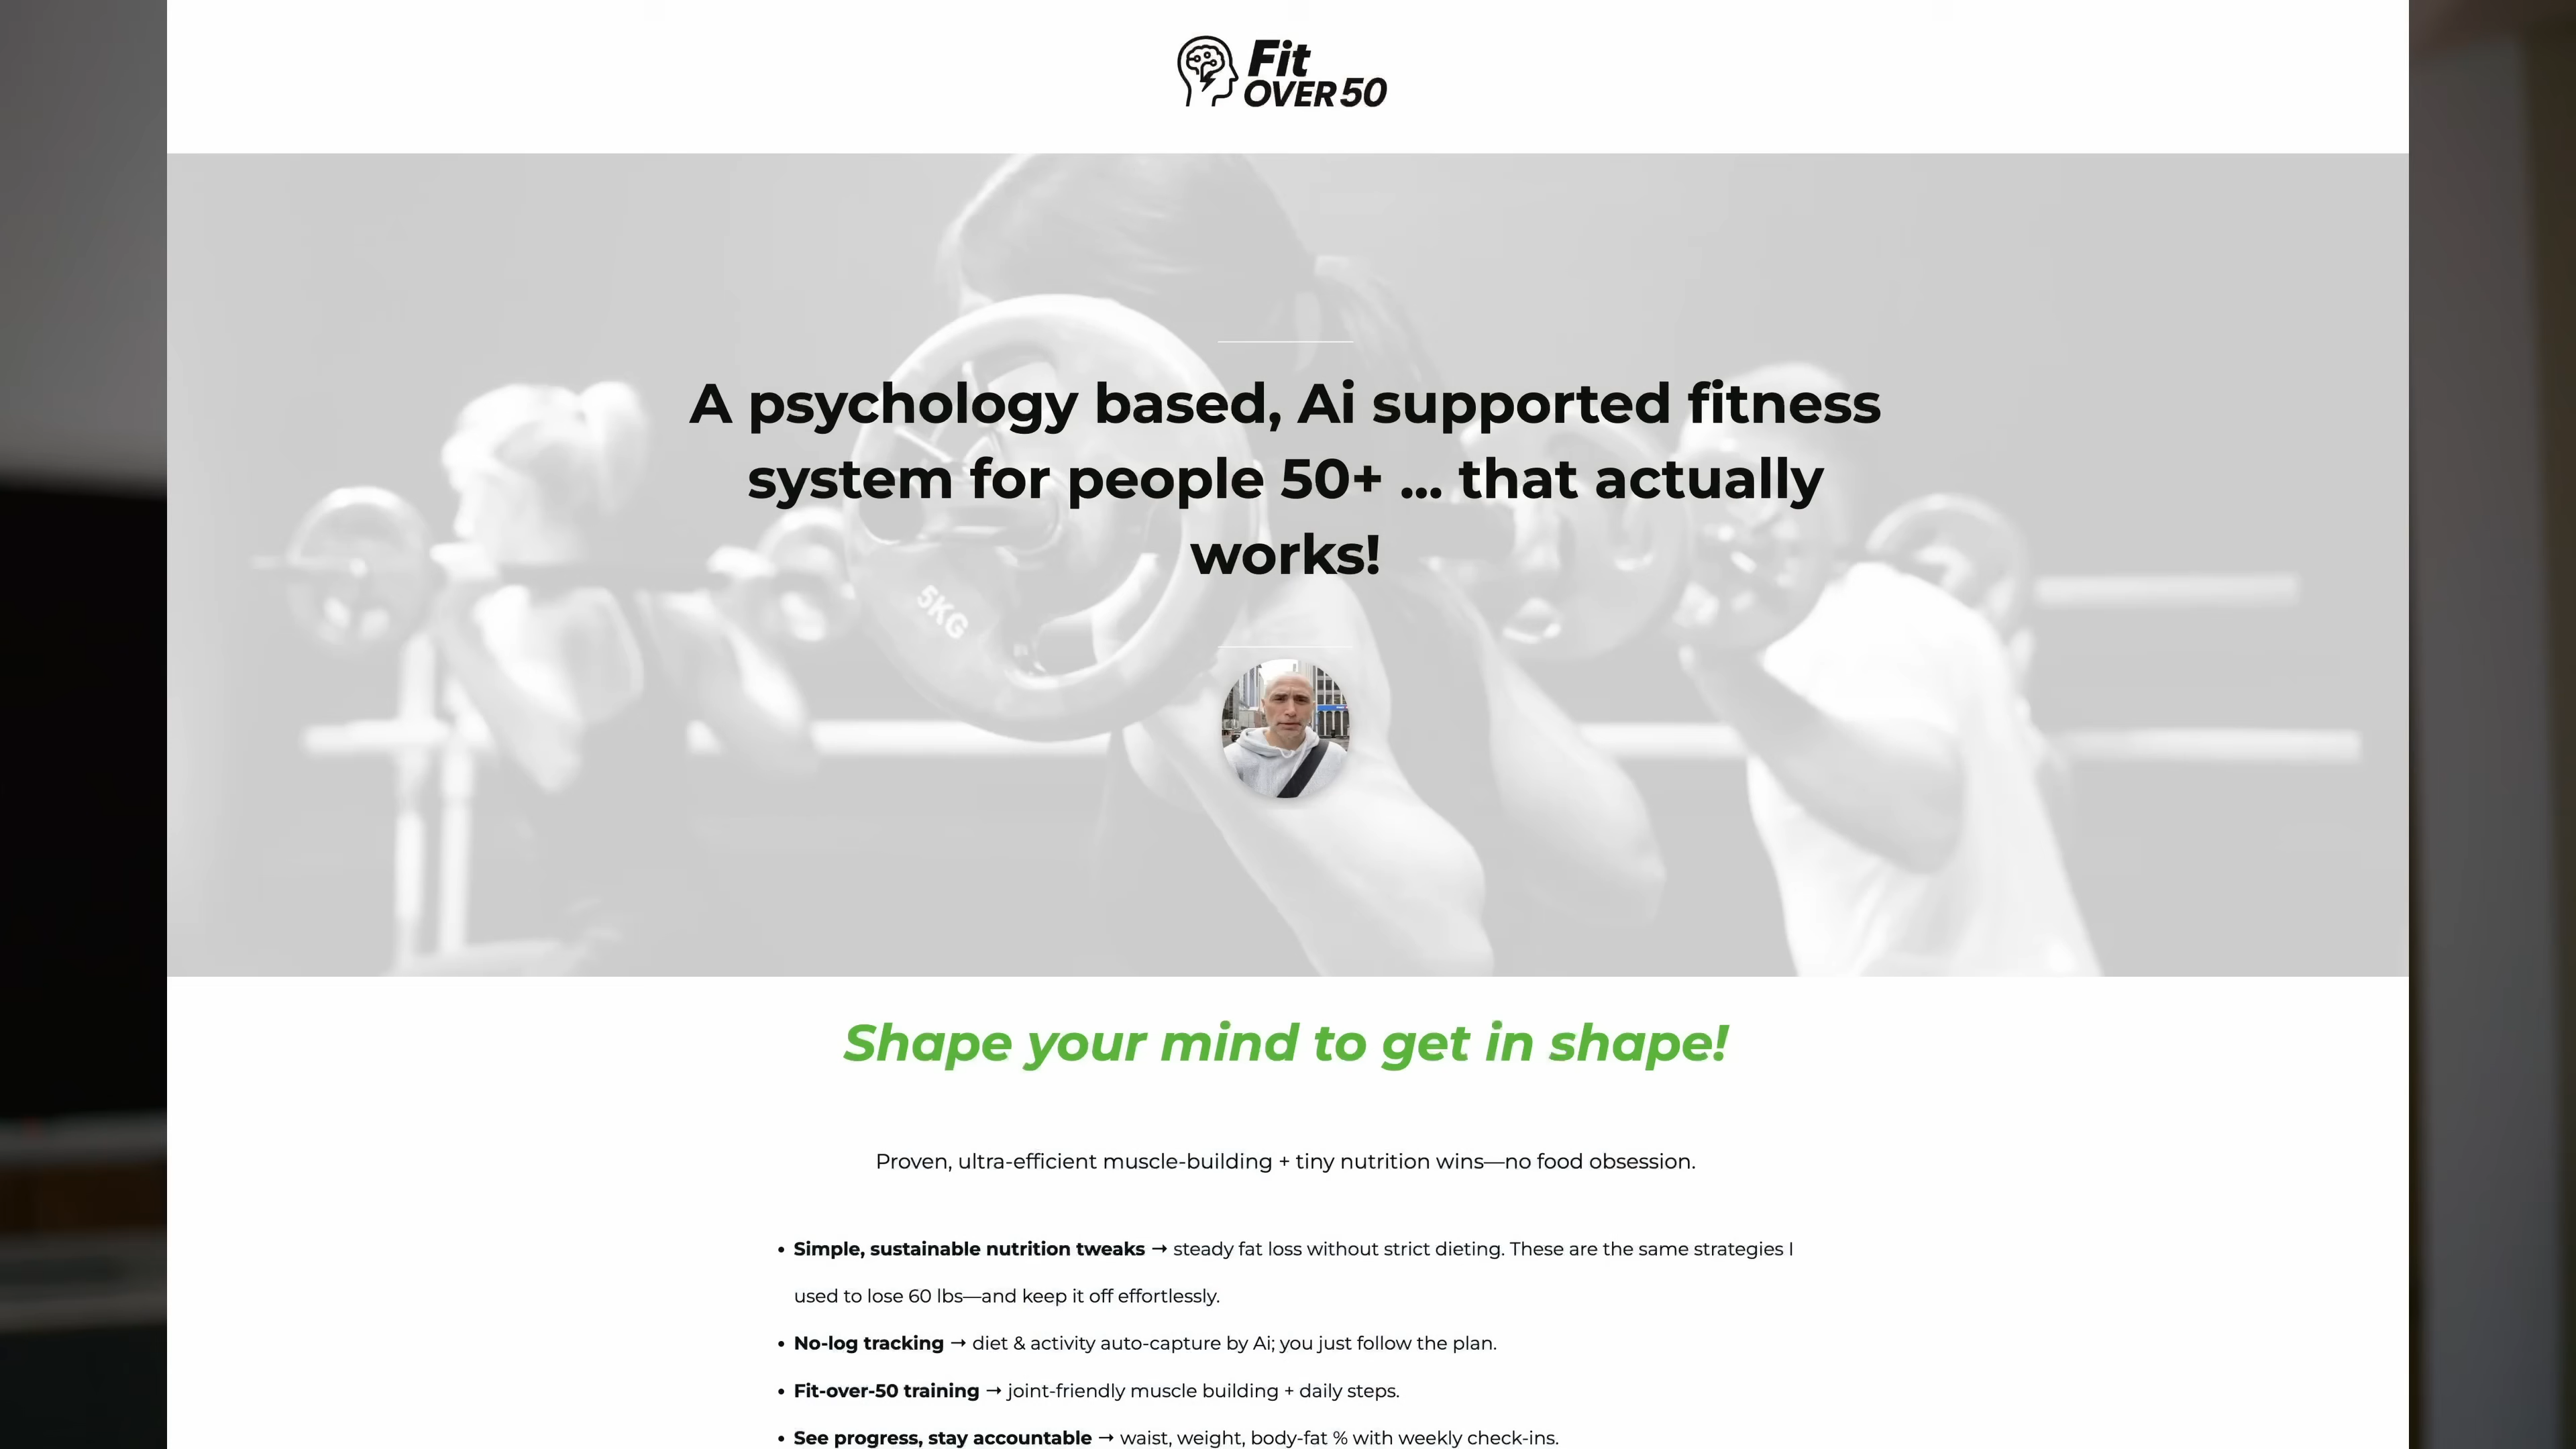 Fit
OVER 50
A psychology based, Ai supported fitness
system for people 50+ ... that actually
works!
5KG
Shape your mind to get in shape!
Proven, ultra-efficient muscle-building + tiny nutrition wins—no food obsession.
• Simple, sustainable nutrition tweaks → steady fat loss without strict dieting. These are the same strategies I
used to lose 60 lbs—and keep it off effortlessly.
• No-log tracking → diet & activity auto-capture by Ai; you just follow the plan.
• Fit-over-50 training → joint-friendly muscle building + daily steps.
• See progress, stay accountable → waist, weight, body-fat % with weekly check-ins.